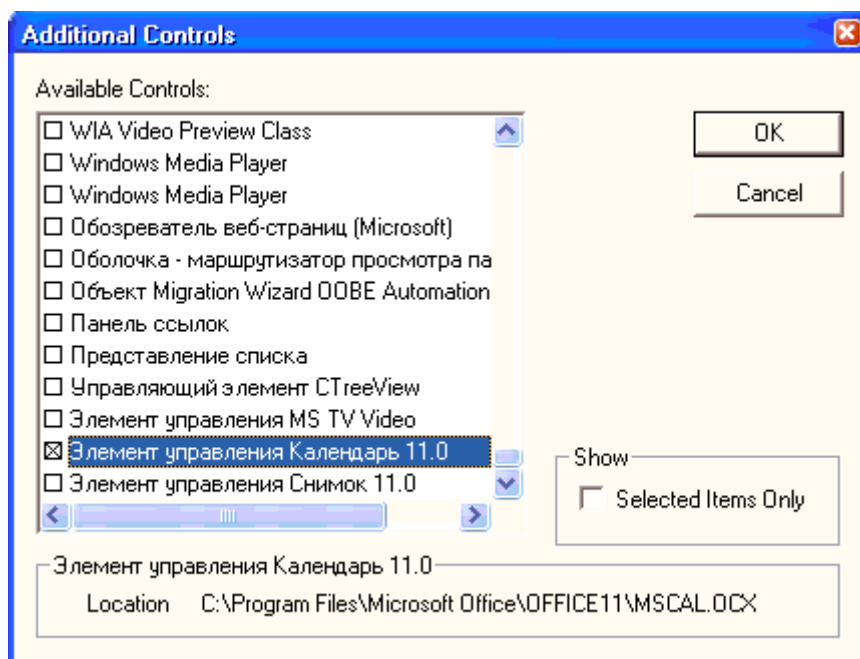 Additional Controls
Available Controls:
WIA Video Preview Class
Windows Media Player
Windows Media Player
Обозреватель веб-страниц (Microsoft)
Оболочка - маршрутизатор просмотра па
Объект Migration Wizard OOBE Automation
Панель ссылок
Представление списка
Управляющий элемент CTreeView
Элемент управления MS TV Video
Элемент управления Календарь 11.0
Элемент управления Снимок 11.0
OK
Cancel
Show
Selected Items Only
Элемент управления Календарь 11.0
Location C:\Program Files\Microsoft Office\OFFICE11\MSCAL.OCX